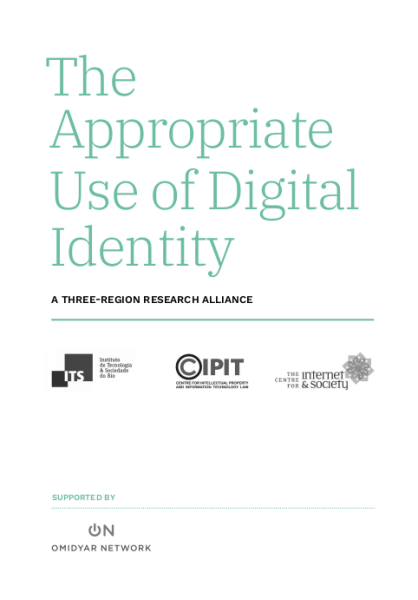 The
Appropriate
Use of Digital
Identity
A THREE-REGION RESEARCH ALLIANCE
ITS
Instituto
de Tecnologia
& Sociedade
do Rio
CIPIT
CENTRE FOR INTELLECTUAL PROPERTY
AND INFORMATION TECHNOLOGY LAW
THE
CENTRE
FOR
internet
& society
SUPPORTED BY
ON
OMIDYAR NETWORK